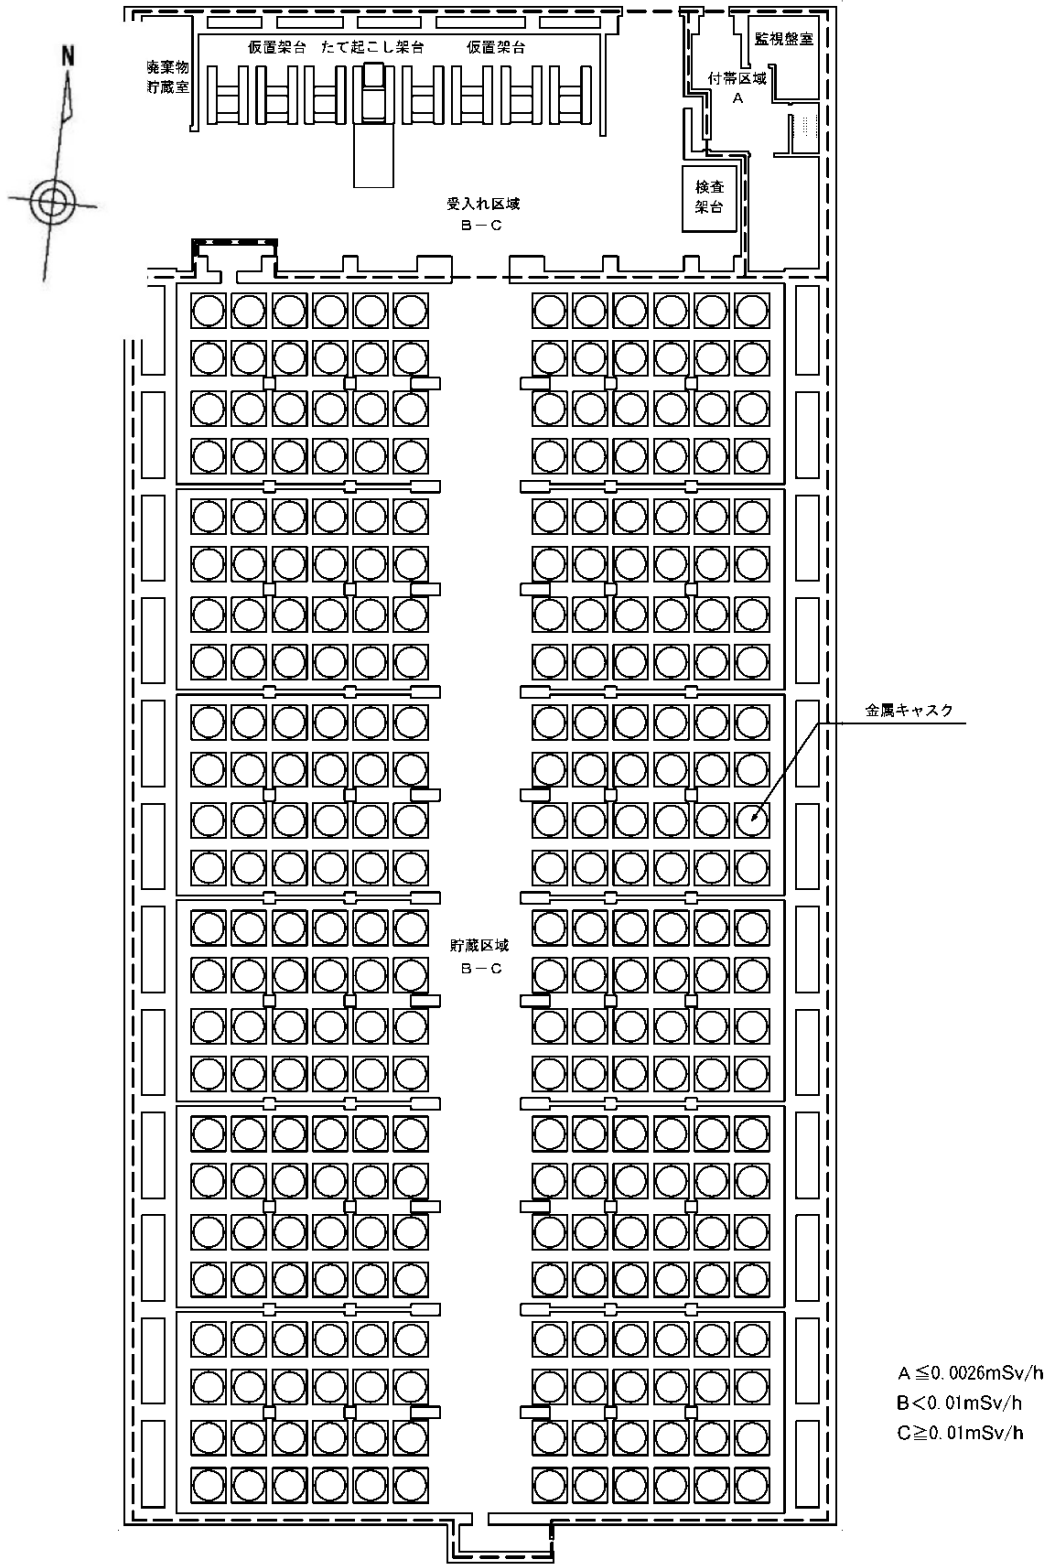 N
廃棄物
貯蔵室
仮置架台
たて起こし架台
仮置架台
監視盤室
付帯区域
A
検査
架台
受入れ区域
B－C
金属キャスク
貯蔵区域
B－C
A≦0.0026mSv/h
B<0.01mSv/h
C≧0.01mSv/h